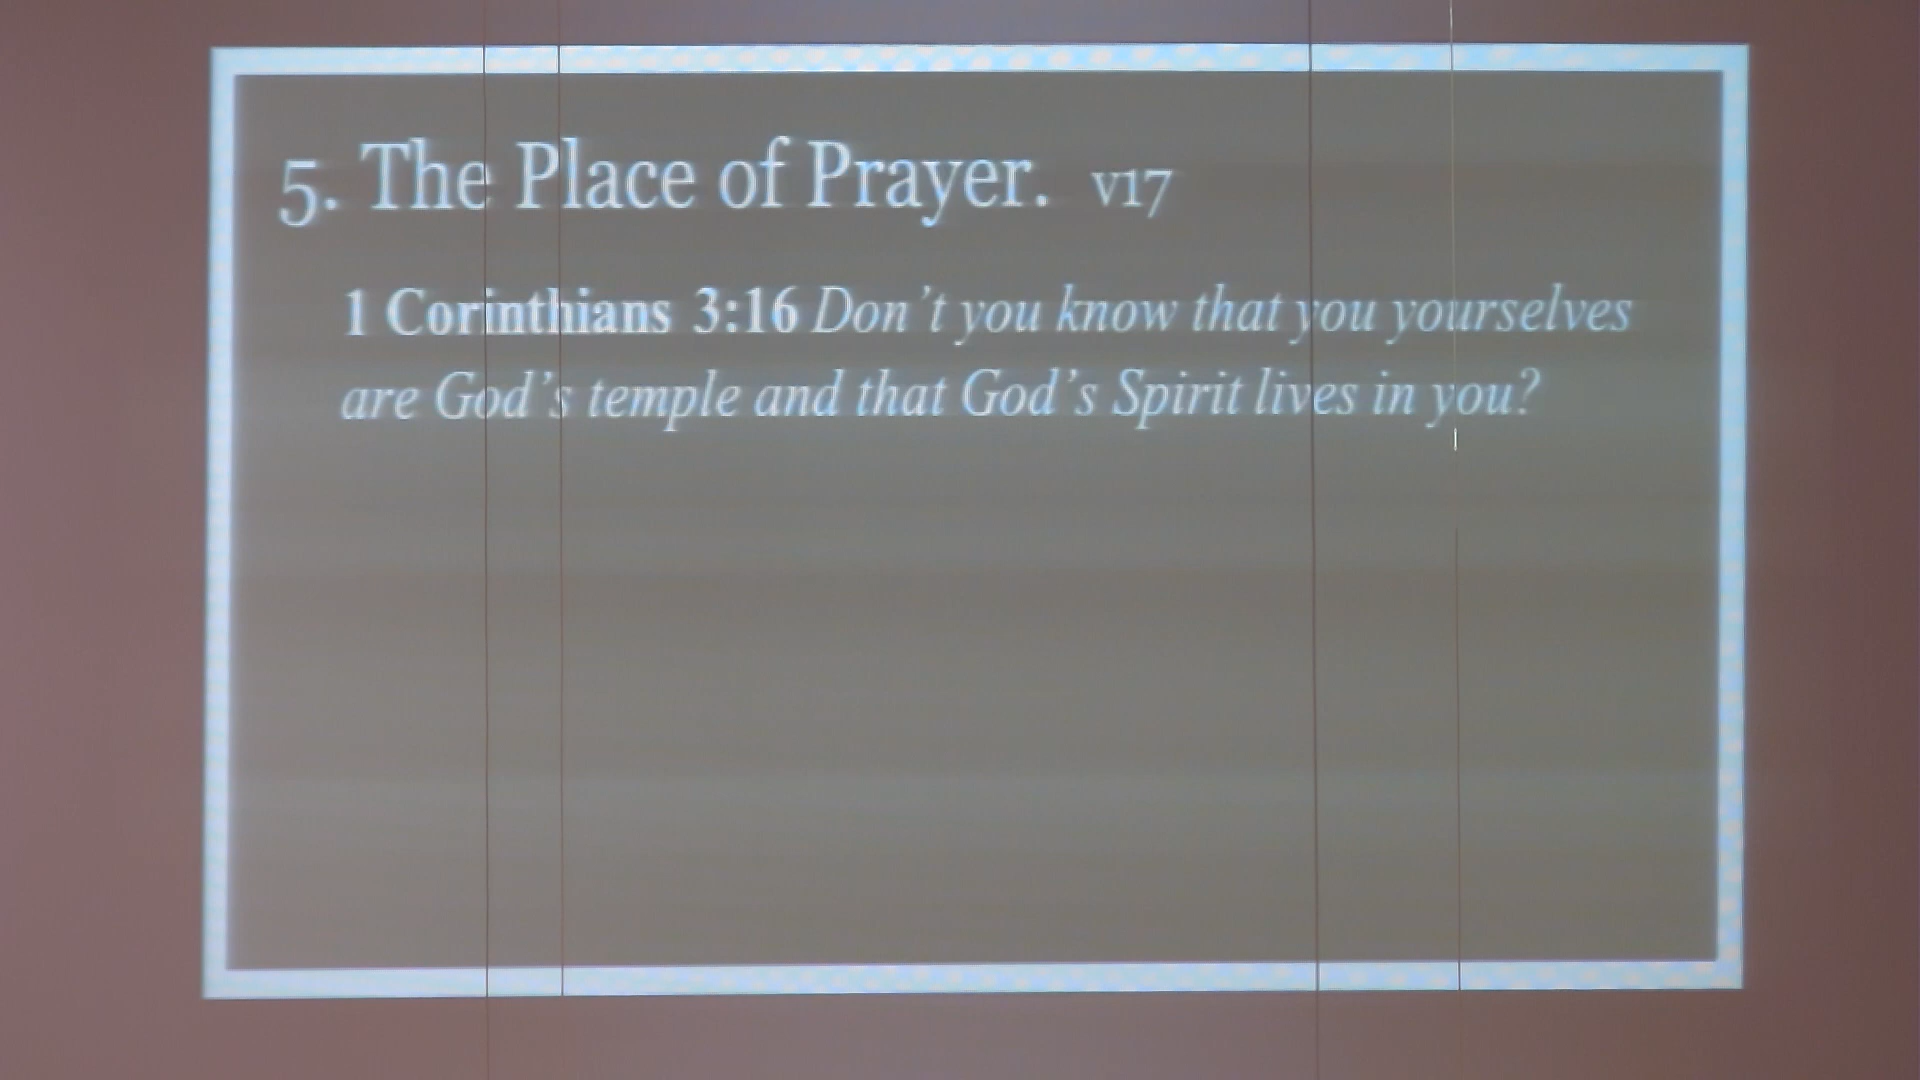 5. The Place of Prayer. v17
1 Corinthians 3:16 Don't you know that you yourselves
are God's temple and that God's Spirit lives in you?